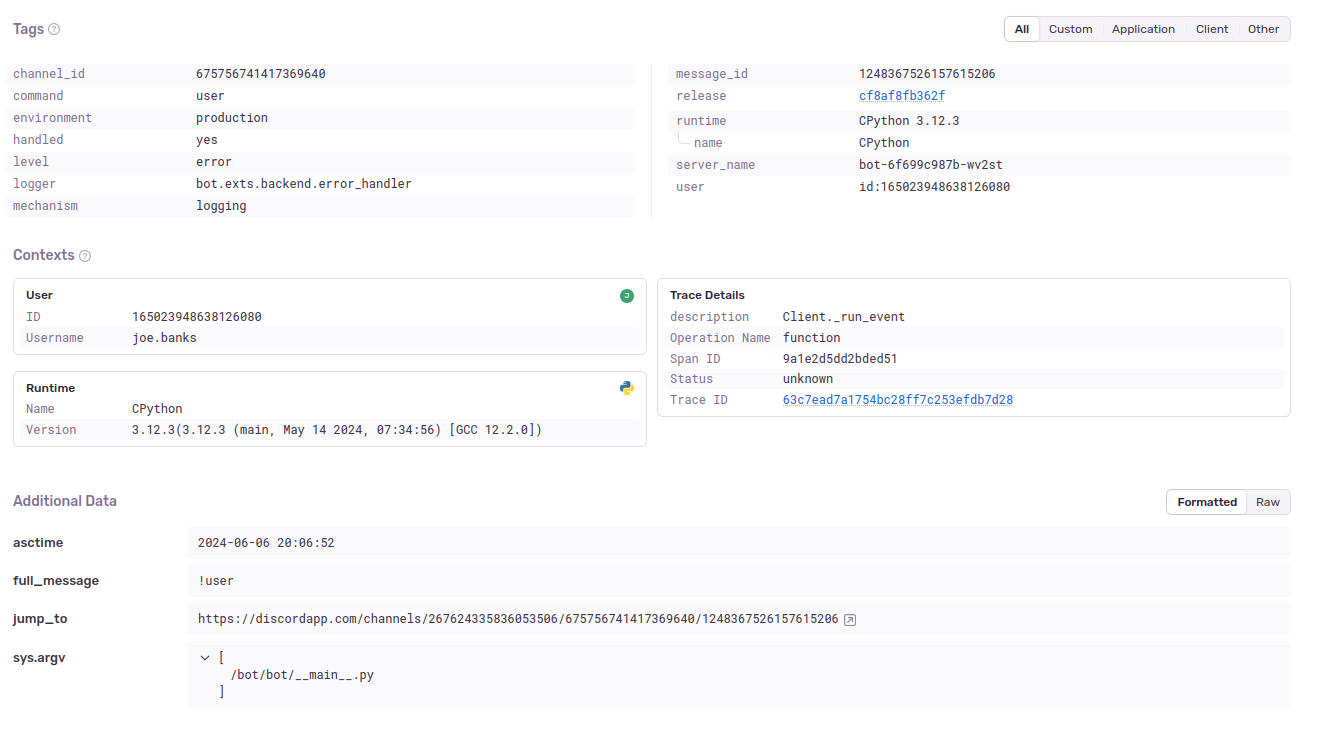 Tags
All Custom Application Client Other
channel_id 675756741417369640
command user
environment production
handled yes
level error
logger bot.exts.backend.error_handler
mechanism logging
message_id 1248367526157615206
release cf8af8fb362f
runtime CPython 3.12.3
name CPython
server_name bot-6f699c987b-wv2st
user id:165023948638126080
Contexts
User J
ID 165023948638126080
Username joe.banks
Runtime
Name CPython
Version 3.12.3(3.12.3 (main, May 14 2024, 07:34:56) [GCC 12.2.0])
Trace Details
description Client._run_event
Operation Name function
Span ID 9a1e2d5dd2bded51
Status unknown
Trace ID 63c7ead7a1754bc28ff7c253efdb7d28
Additional Data
Formatted Raw
asctime 2024-06-06 20:06:52
full_message !user
jump_to https://discordapp.com/channels/267624335836053506/675756741417369640/1248367526157615206
sys.argv [
/bot/bot/__main__.py
]